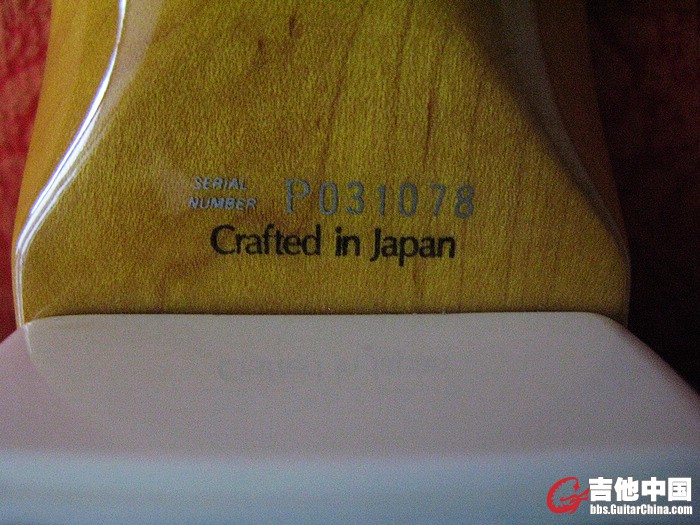 SERIAL
NUMBER P031078
Crafted in Japan
吉他中国
bbs.GuitarChina.com